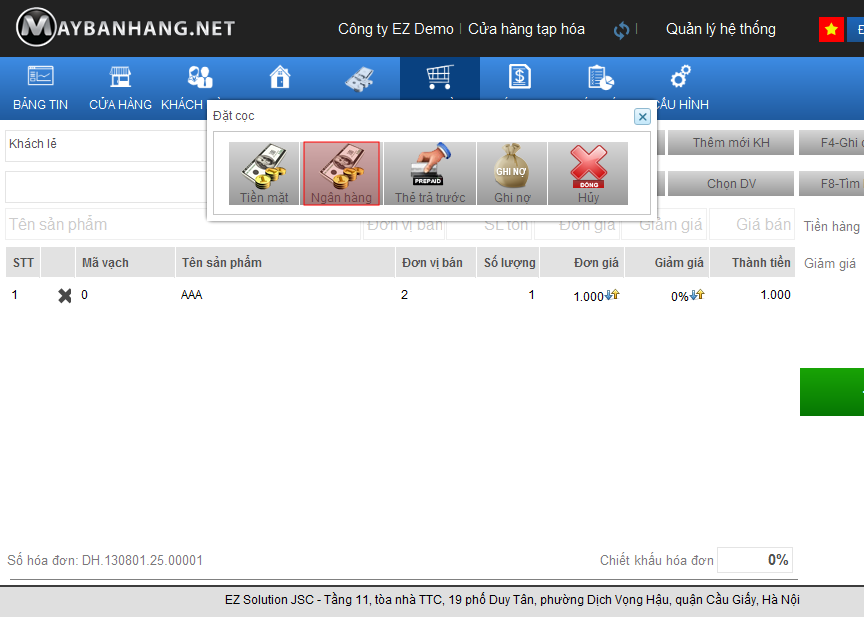 MAYBANHANG.NET
Công ty EZ Demo | Cửa hàng tạp hóa
Quản lý hệ thống
BẢNG TIN
CỬA HÀNG
KHÁCH
CẤU HÌNH
Đặt cọc
Khách lẻ
Thêm mới KH
F4-Ghi
Tiền mặt
Ngân hàng
PREPAID
Thẻ trả trước
GHI NỢ
Ghi nợ
ĐÓNG
Hủy
Chọn DV
F8-Tìm
Tên sản phẩm
Đơn vị bán
SL tồn
Đơn giá
Giảm giá
Giá bán
Tiền hàng
STT
Mã vạch
Tên sản phẩm
Đơn vị bán
Số lượng
Đơn giá
Giảm giá
Thành tiền
Giảm giá
1
0
AAA
2
1
1.000
0%
1.000
Số hóa đơn: DH.130801.25.00001
Chiết khấu hóa đơn
0%
EZ Solution JSC - Tầng 11, tòa nhà TTC, 19 phố Duy Tân, phường Dịch Vọng Hậu, quận Cầu Giấy, Hà Nội